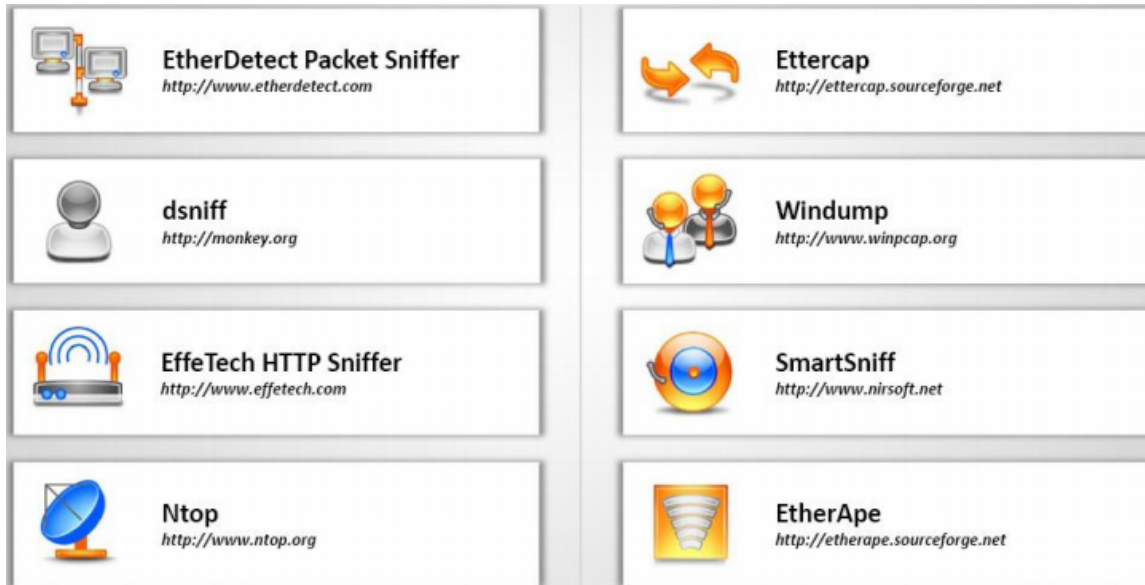 EtherDetect Packet Sniffer
http://www.etherdetect.com
Ettercap
http://ettercap.sourceforge.net
dsniff
http://monkey.org
Windump
http://www.winpcap.org
EffeTech HTTP Sniffer
http://www.effetech.com
SmartSniff
http://www.nirsoft.net
Ntop
http://www.ntop.org
EtherApe
http://etherape.sourceforge.net